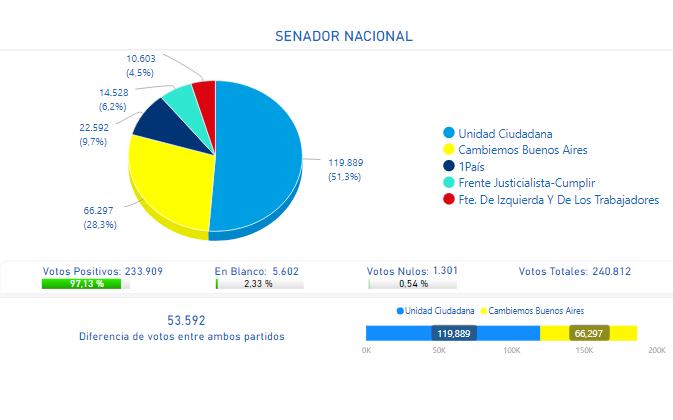 SENADOR NACIONAL
10.603
(4,5%)
14.528
(6,2%)
22.592
(9,7%)
119.889
(51,3%)
66.297
(28,3%)
Unidad Ciudadana
Cambiemos Buenos Aires
1País
Frente Justicialista-Cumplir
Fte. De Izquierda Y De Los Trabajadores
Votos Positivos: 233.909
97,13 %
En Blanco: 5.602
2,33 %
Votos Nulos: 1.301
0,54 %
Votos Totales: 240.812
53.592
Diferencia de votos entre ambos partidos
Unidad Ciudadana
Cambiemos Buenos Aires
119,889
66,297
0K
50K
100K
150K
200K